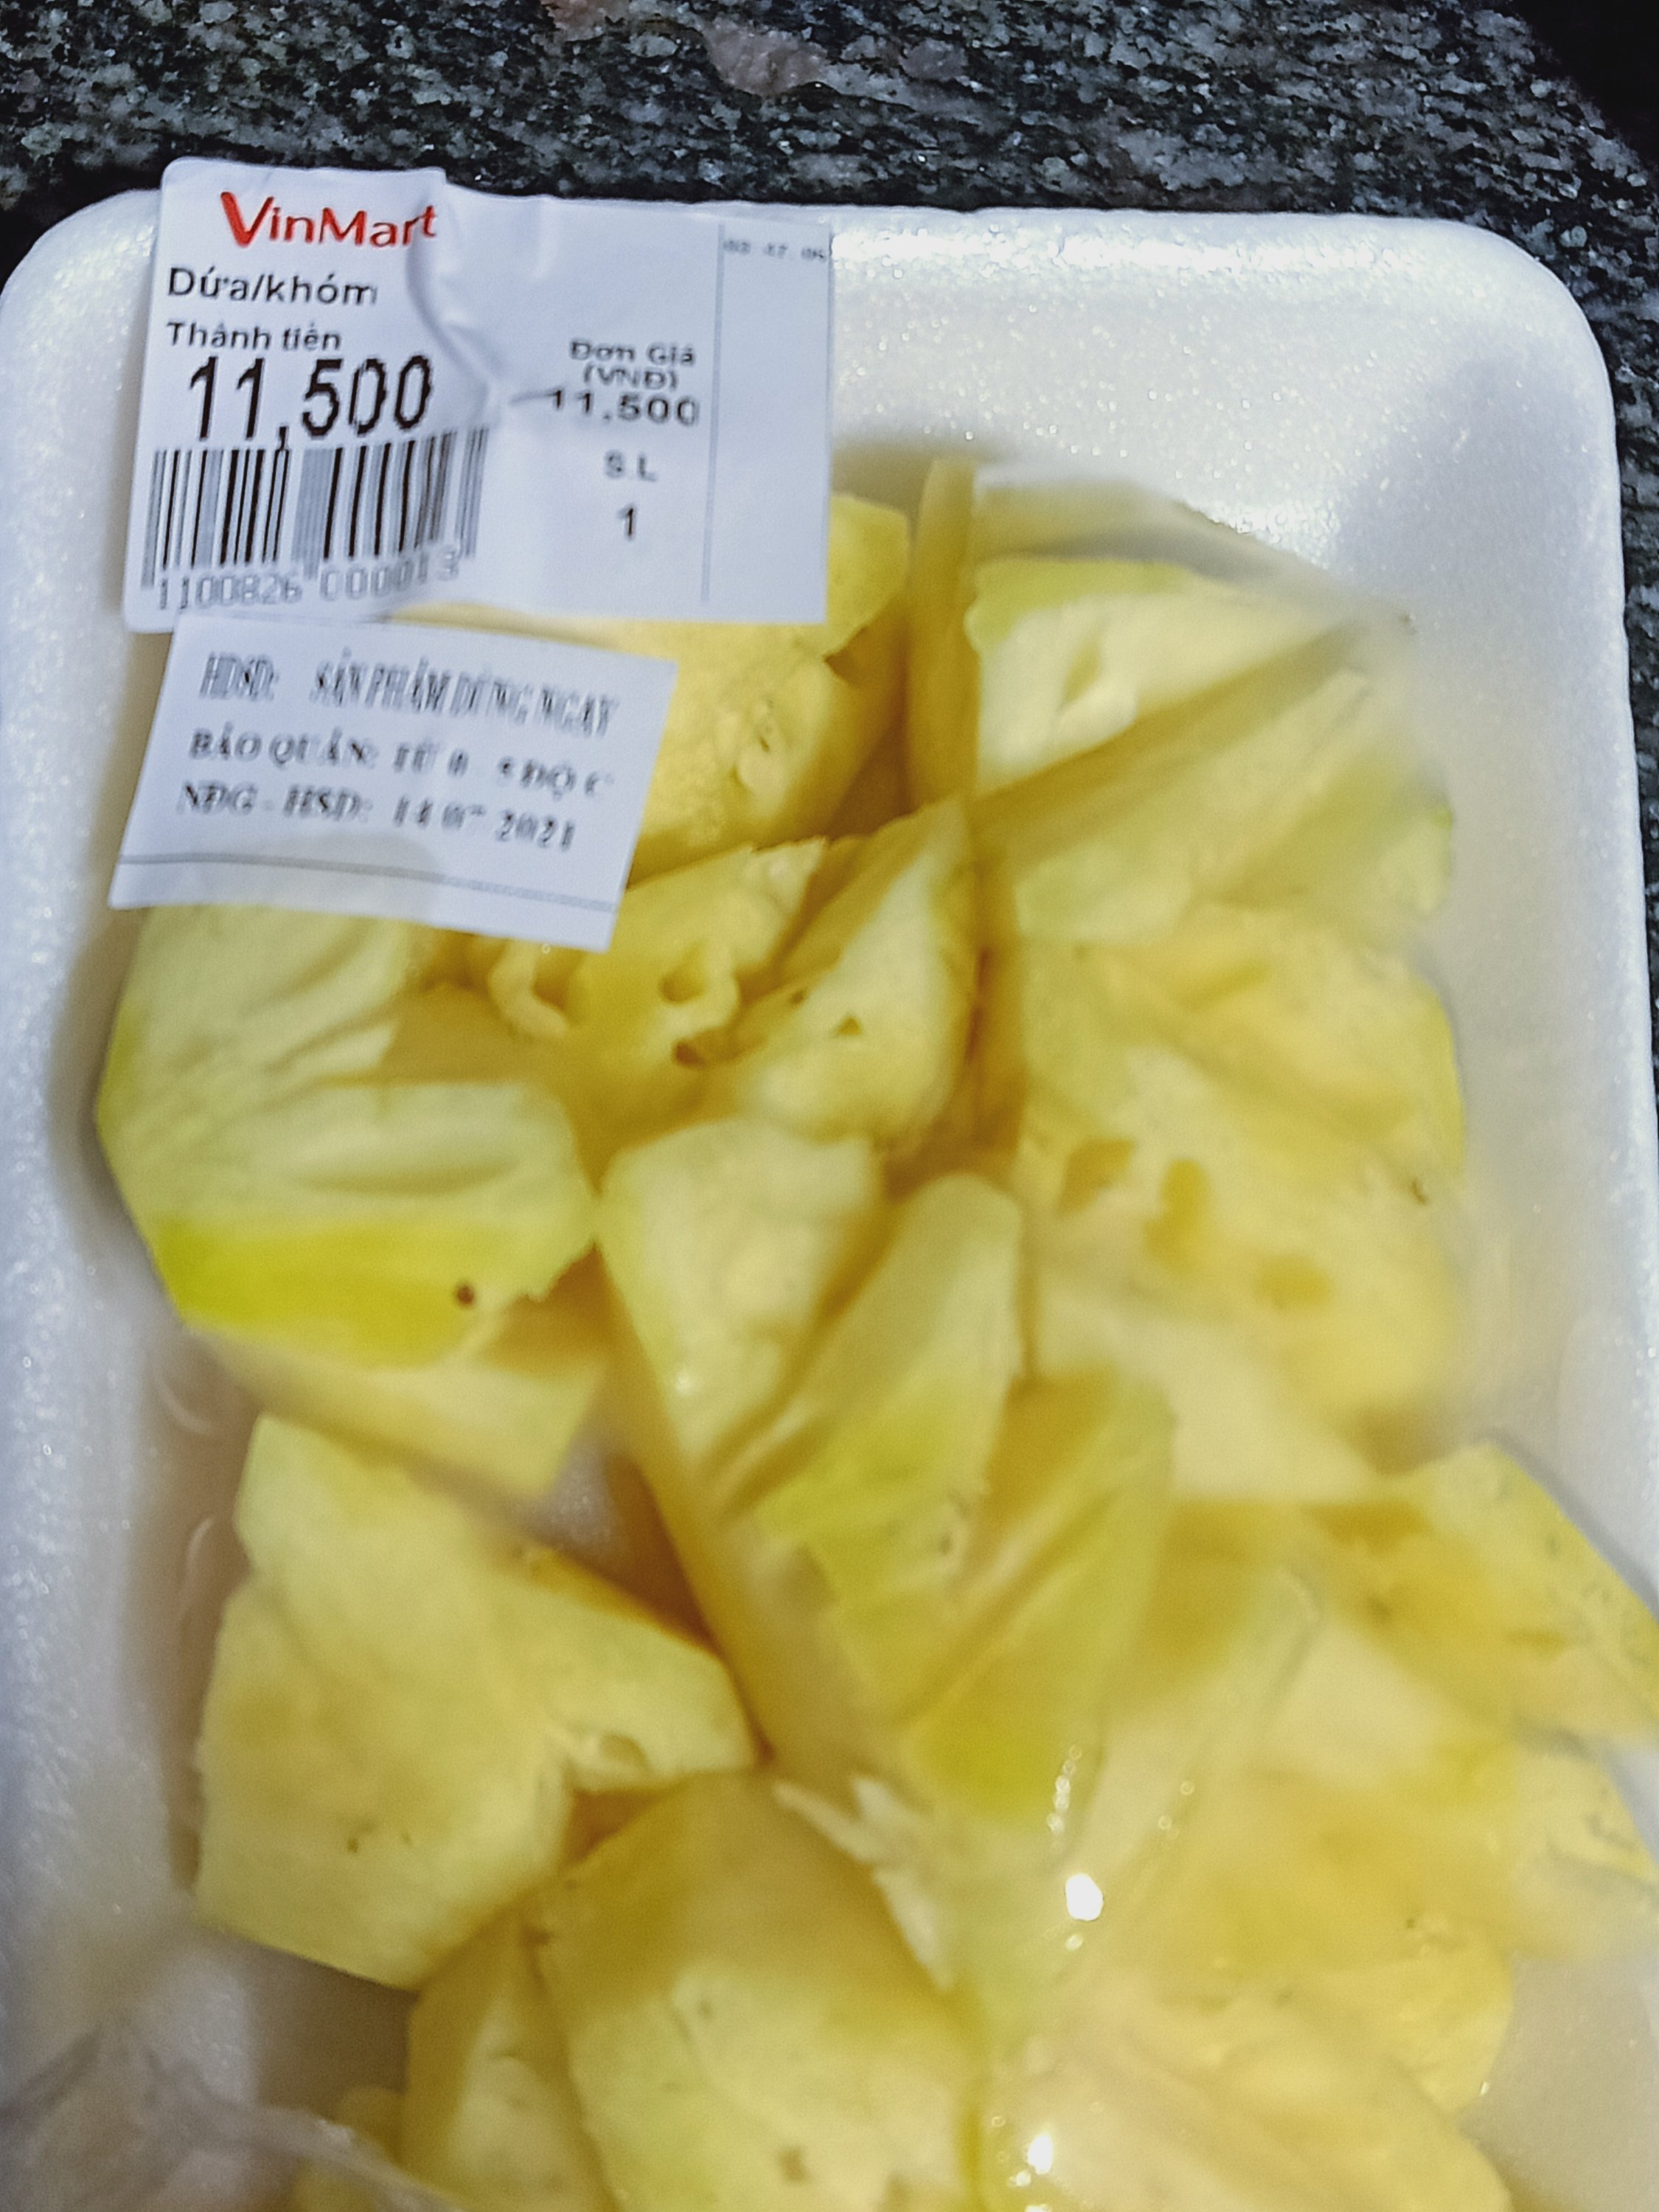 VinMart
Dứa/khóm
Thành tiền
11,500
Đơn Giá
(VNĐ)
11,500
S.L
1
1100826 000013
HDSD: SẢN PHẨM DÙNG NGAY
BẢO QUẢN: TỪ 0 - 5 ĐỘ C
NĐG - HSD: 14 07 2021